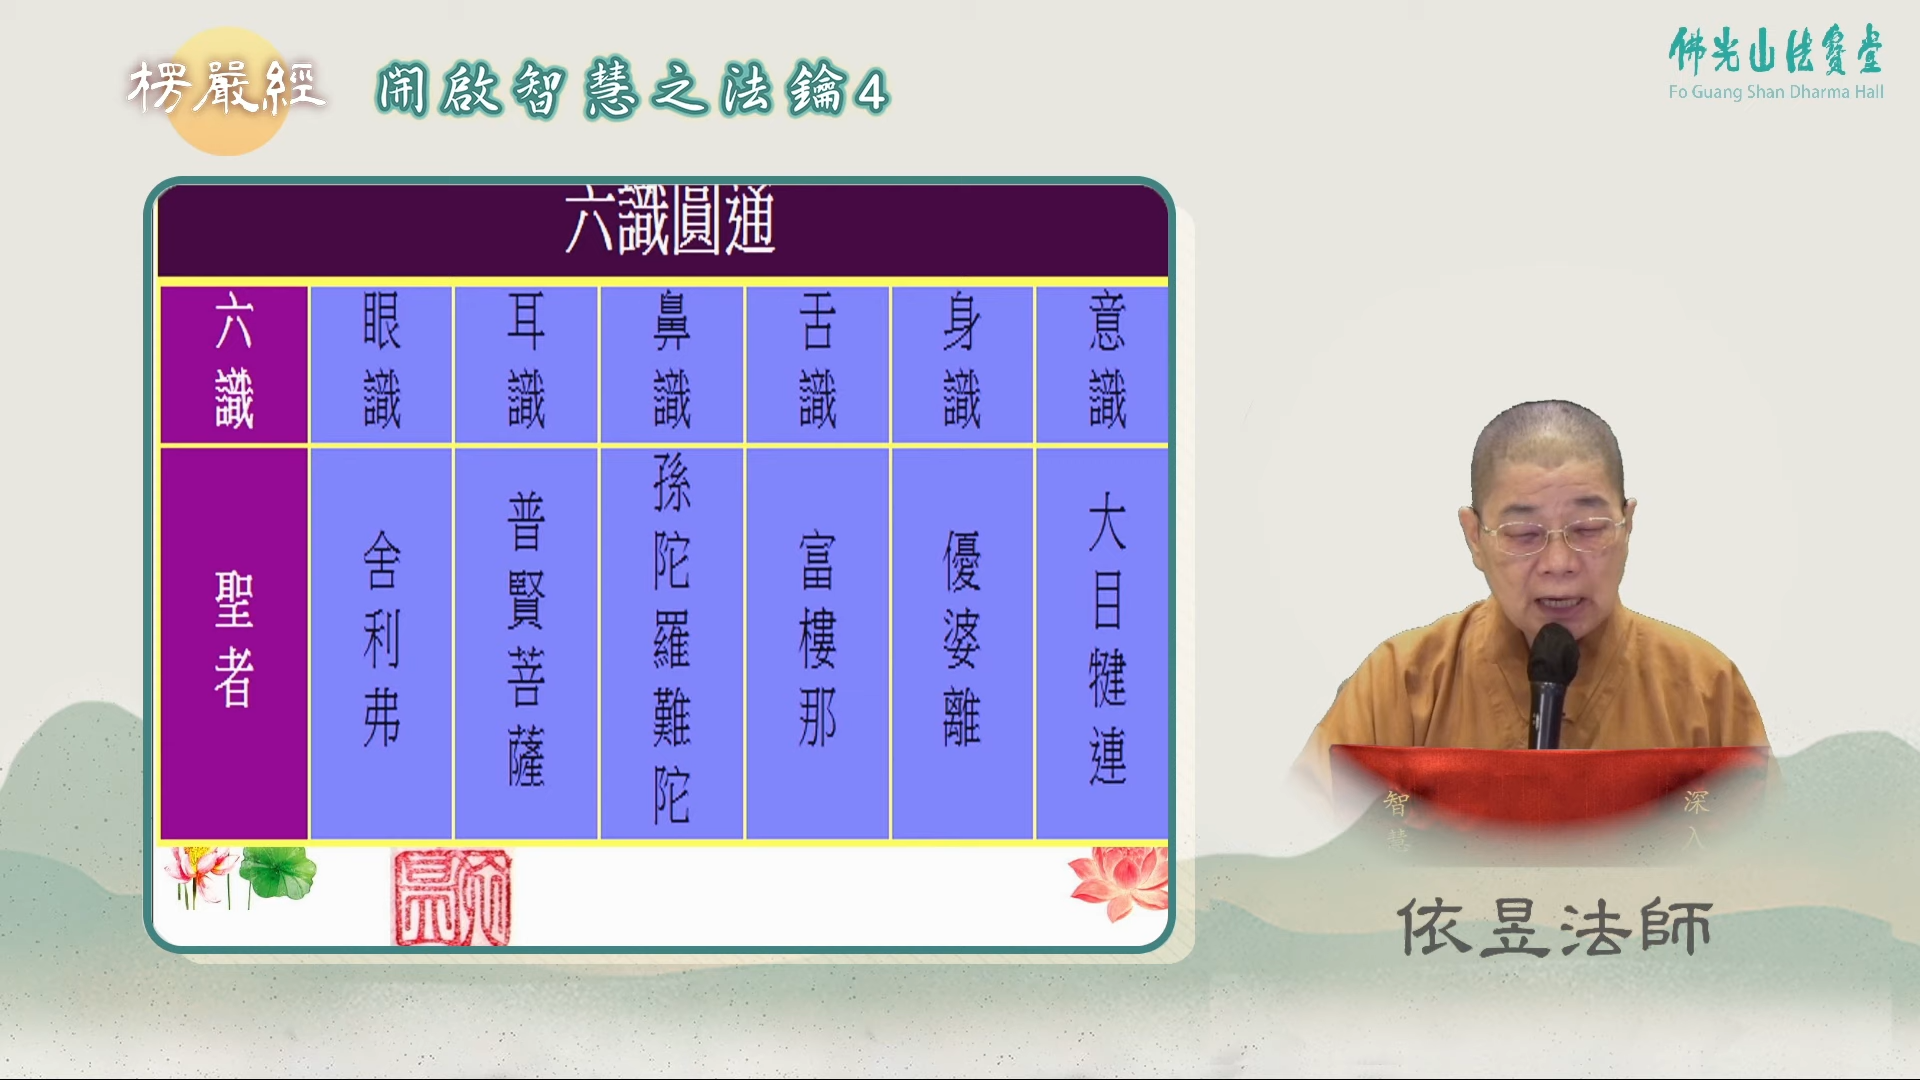 楞嚴經 開啟智慧之法鑰4
佛光山法寶堂
Fo Guang Shan Dharma Hall
六識圓通
六識 眼識 耳識 鼻識 舌識 身識 意識
聖者 舍利弗 普賢菩薩 孫陀羅難陀 富樓那 優婆離 大目犍連
深入
智慧
依昱法師